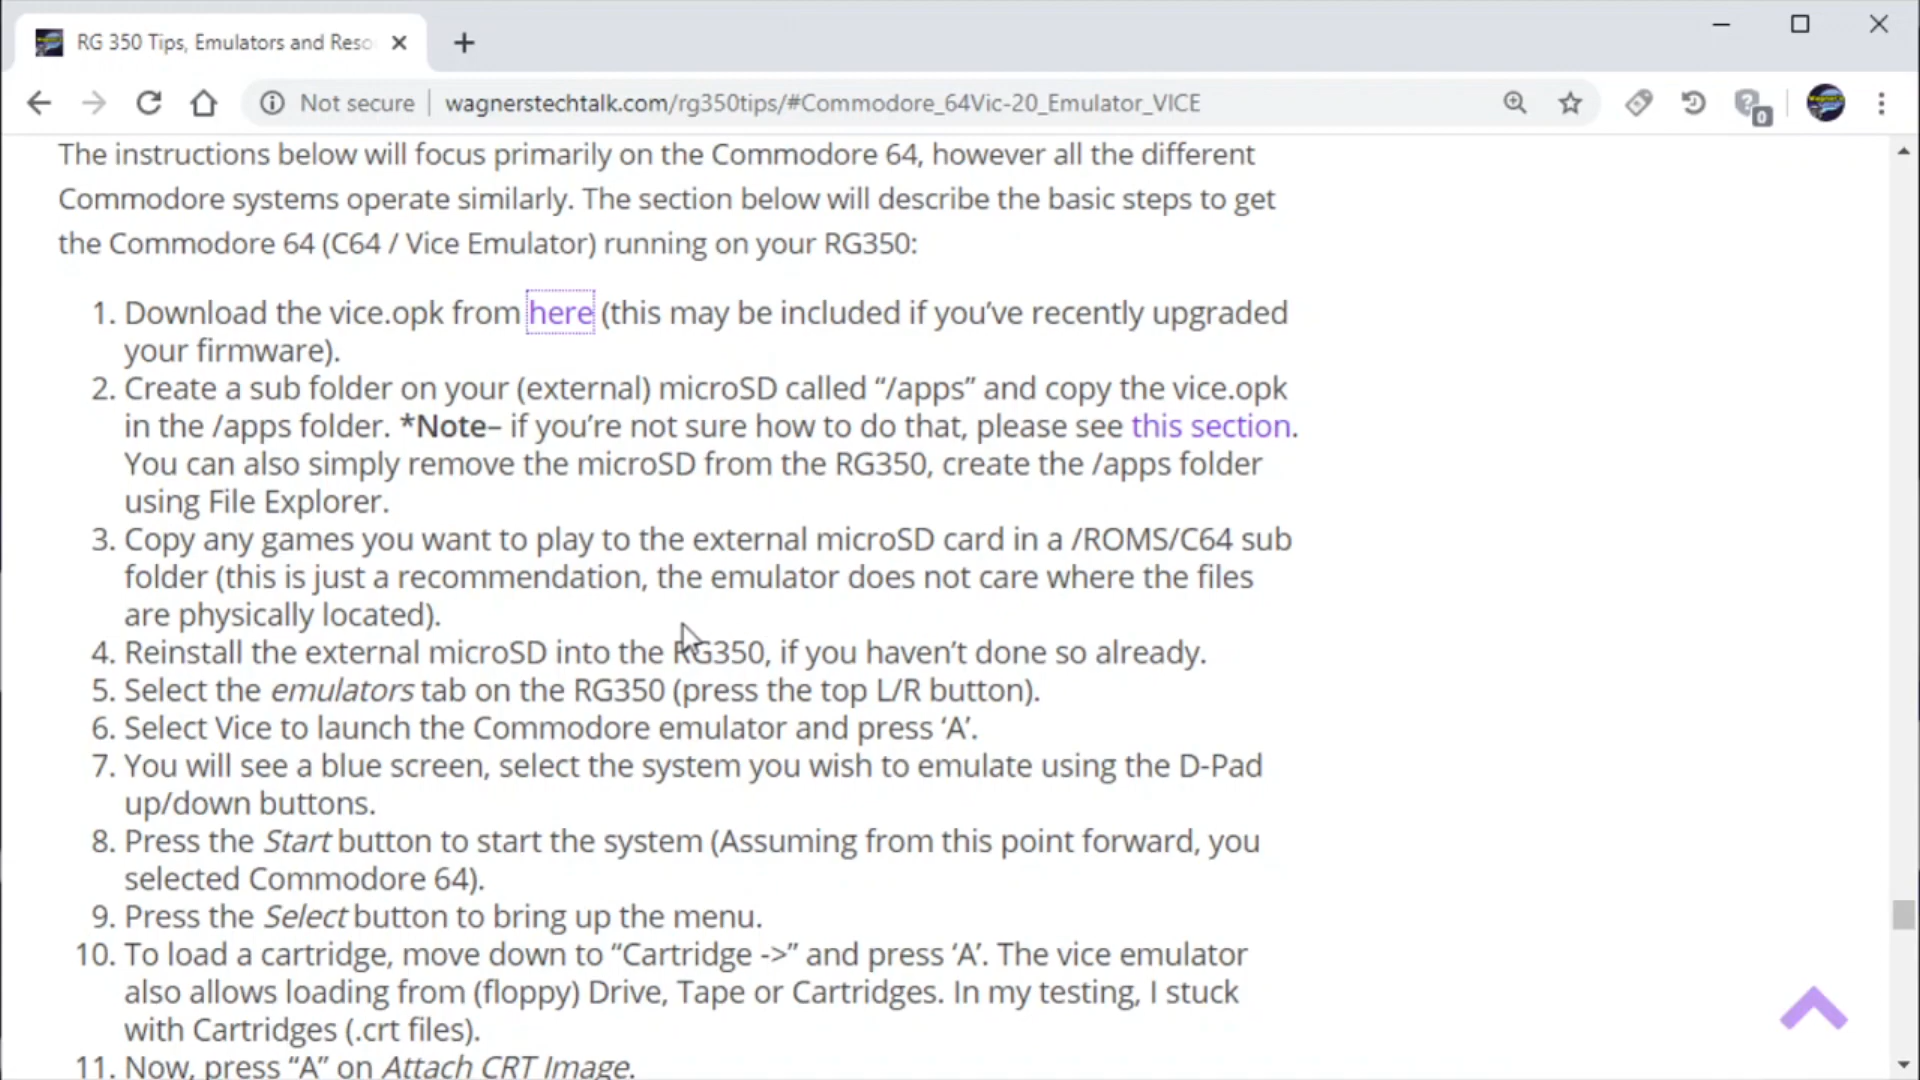 RG 350 Tips, Emulators and Reso
Not secure
wagnerstechtalk.com/rg350tips/#Commodore_64Vic-20_Emulator_VICE
0
The instructions below will focus primarily on the Commodore 64, however all the different
Commodore systems operate similarly. The section below will describe the basic steps to get
the Commodore 64 (C64 / Vice Emulator) running on your RG350:
1. Download the vice.opk from here (this may be included if you’ve recently upgraded
your firmware).
2. Create a sub folder on your (external) microSD called “/apps” and copy the vice.opk
in the /apps folder. *Note– if you’re not sure how to do that, please see this section.
You can also simply remove the microSD from the RG350, create the /apps folder
using File Explorer.
3. Copy any games you want to play to the external microSD card in a /ROMS/C64 sub
folder (this is just a recommendation, the emulator does not care where the files
are physically located).
4. Reinstall the external microSD into the RG350, if you haven’t done so already.
5. Select the emulators tab on the RG350 (press the top L/R button).
6. Select Vice to launch the Commodore emulator and press ‘A’.
7. You will see a blue screen, select the system you wish to emulate using the D-Pad
up/down buttons.
8. Press the Start button to start the system (Assuming from this point forward, you
selected Commodore 64).
9. Press the Select button to bring up the menu.
10. To load a cartridge, move down to “Cartridge ->” and press ‘A’. The vice emulator
also allows loading from (floppy) Drive, Tape or Cartridges. In my testing, I stuck
with Cartridges (.crt files).
11. Now, press “A” on Attach CRT Image.